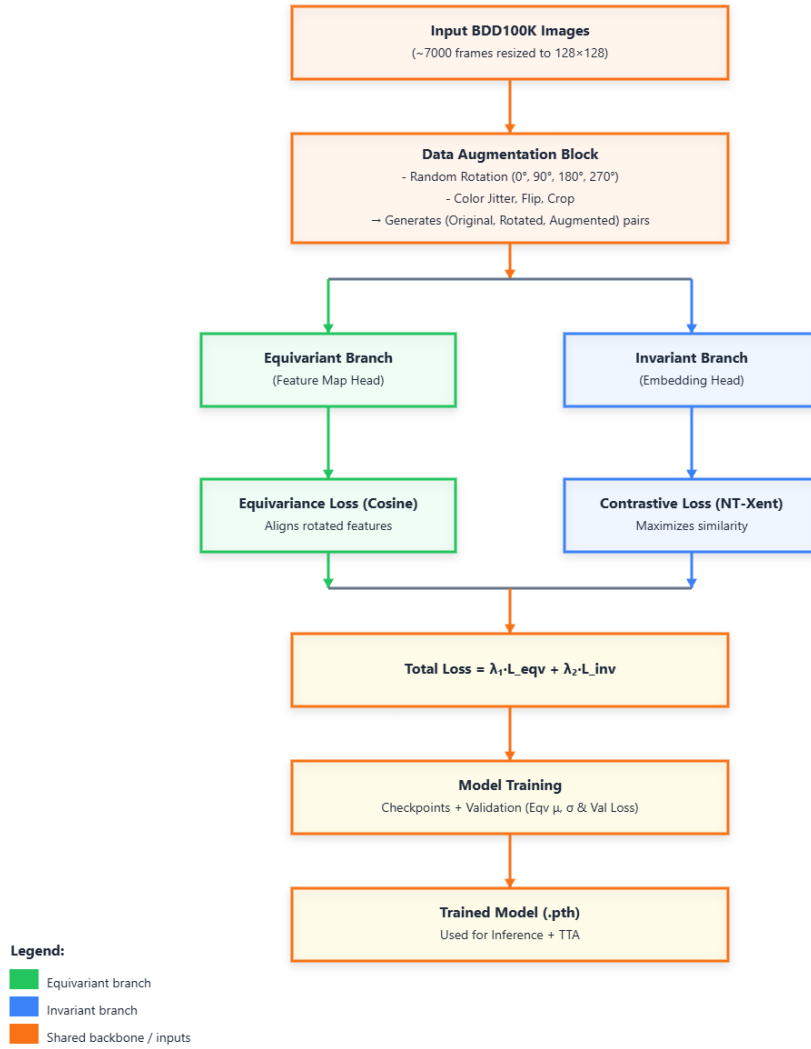 Input BDD100K Images
(~7000 frames resized to 128×128)
Data Augmentation Block
- Random Rotation (0°, 90°, 180°, 270°)
- Color Jitter, Flip, Crop
→ Generates (Original, Rotated, Augmented) pairs
Equivariant Branch
(Feature Map Head)
Invariant Branch
(Embedding Head)
Equivariance Loss (Cosine)
Aligns rotated features
Contrastive Loss (NT-Xent)
Maximizes similarity
Total Loss = λ₁·L_eqv + λ₂·L_inv
Model Training
Checkpoints + Validation (Eqv μ, σ & Val Loss)
Trained Model (.pth)
Used for Inference + TTA
Legend:
Equivariant branch
Invariant branch
Shared backbone / inputs